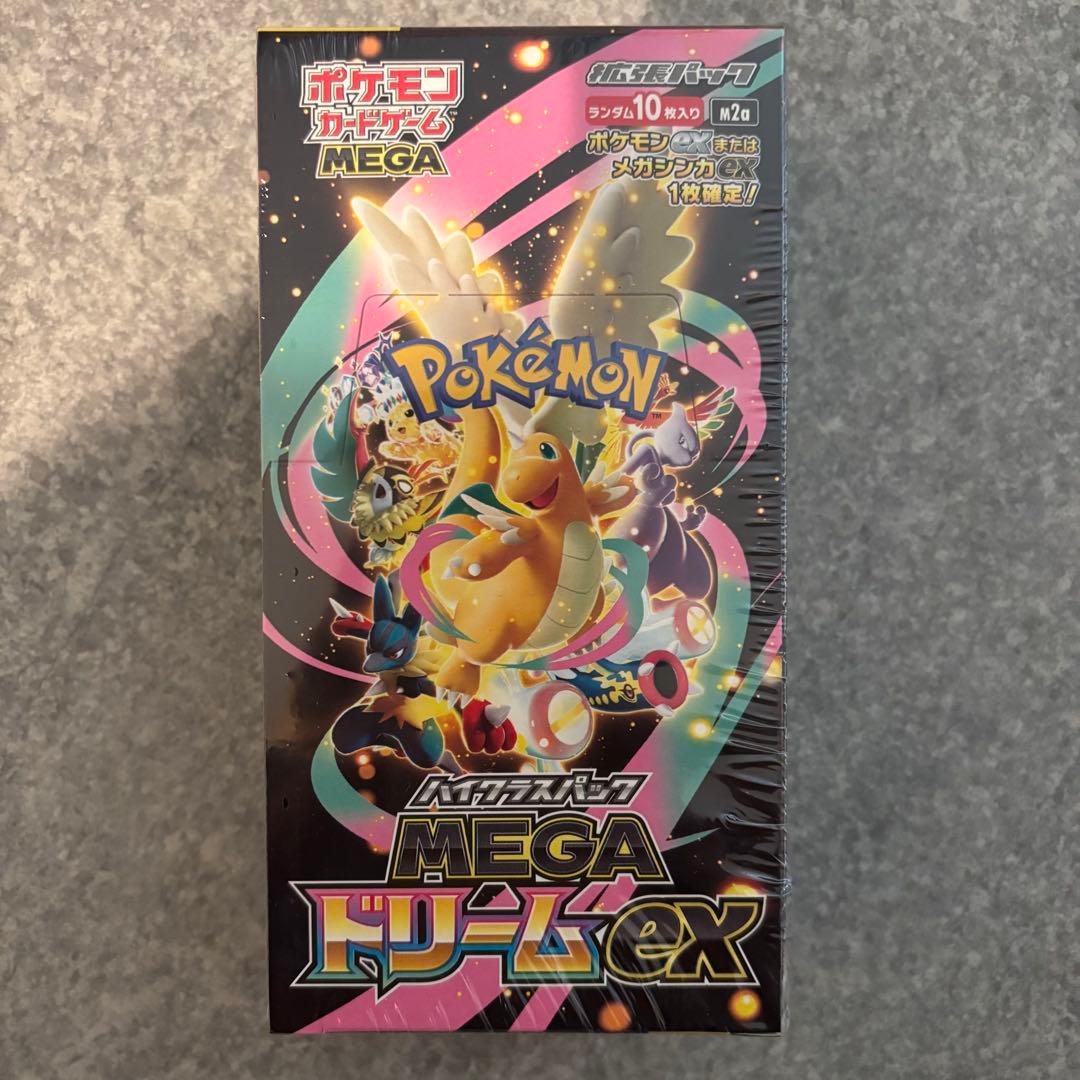 ポケモン
カードゲーム
MEGA
拡張パック
ランダム10枚入り M2a
ポケモンexまたは
メガシンカex
1枚確定!
POKéMON
TM
ハイクラスパック
MEGA
ドリームex